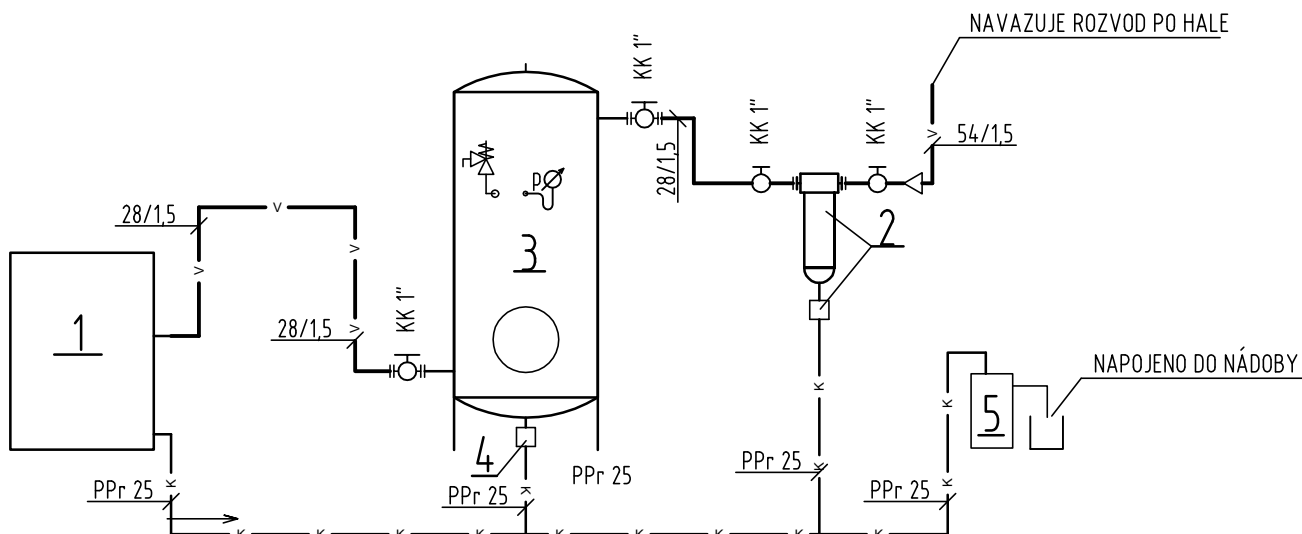 NAVAZUJE ROZVOD PO HALE
KK 1"
KK 1"
KK 1"
54/1,5
V
28/1,5
28/1,5
V
V
V
p
2
3
1
28/1,5
V
KK 1"
NAPOJENO DO NÁDOBY
K
K
5
4
PPr 25
PPr 25
K
PPr 25
K
PPr 25
K
PPr 25
K
K
K K K K K K K K K